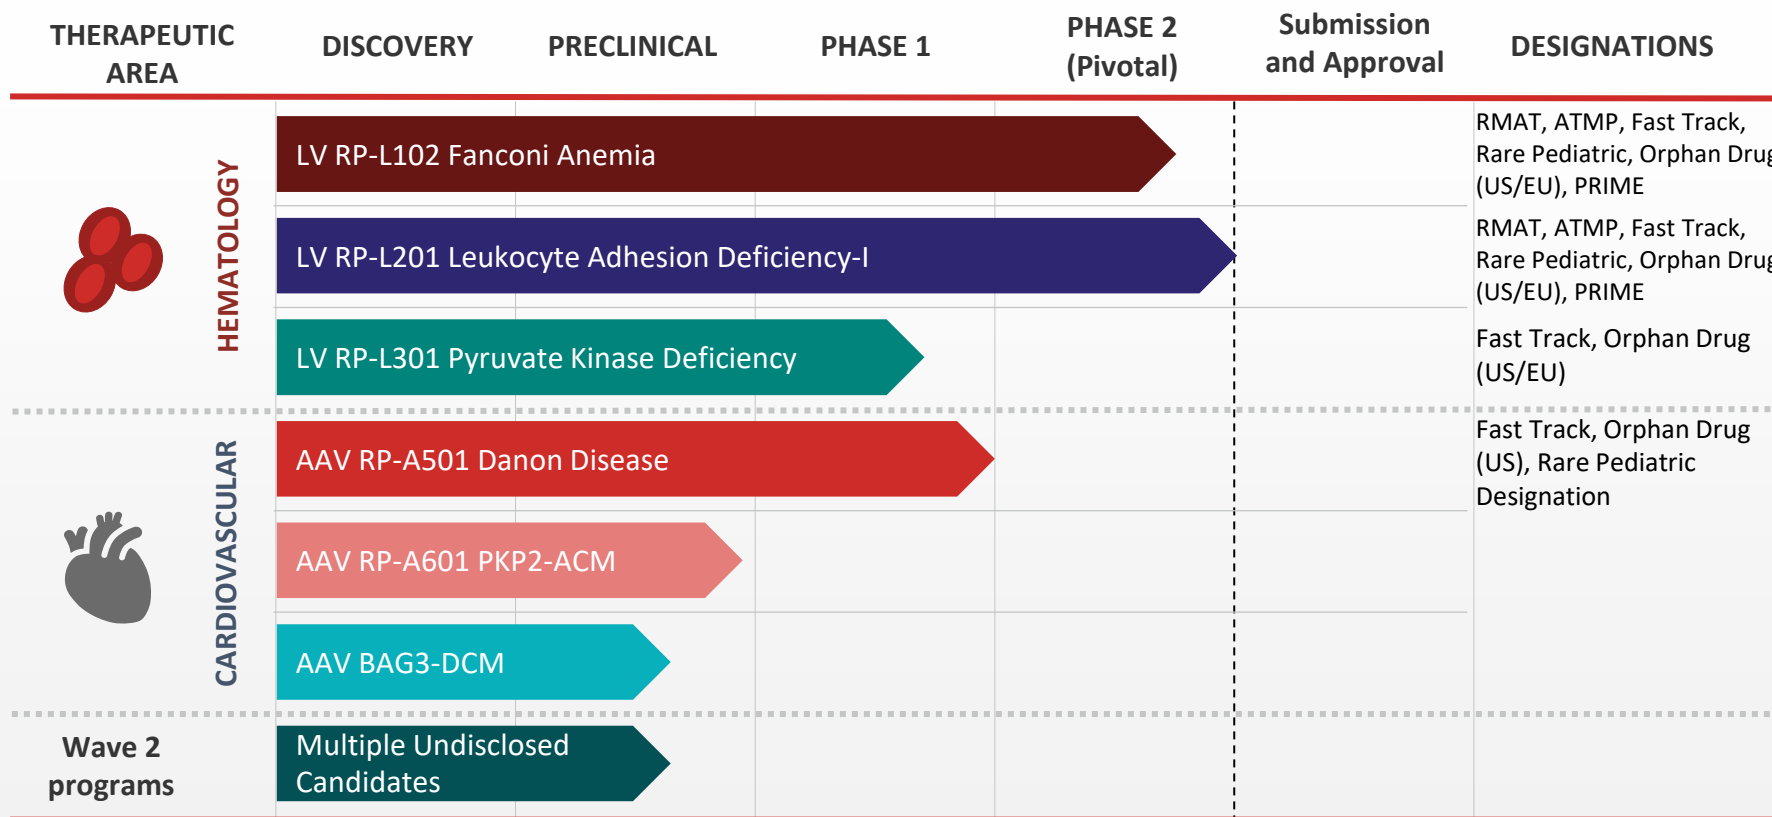 THERAPEUTIC
AREA
DISCOVERY
PRECLINICAL
PHASE 1
PHASE 2
(Pivotal)
Submission
and Approval
DESIGNATIONS
HEMATOLOGY
LV RP-L102 Fanconi Anemia
RMAT, ATMP, Fast Track,
Rare Pediatric, Orphan Drug
(US/EU), PRIME
LV RP-L201 Leukocyte Adhesion Deficiency-I
RMAT, ATMP, Fast Track,
Rare Pediatric, Orphan Drug
(US/EU), PRIME
LV RP-L301 Pyruvate Kinase Deficiency
Fast Track, Orphan Drug
(US/EU)
CARDIOVASCULAR
AAV RP-A501 Danon Disease
Fast Track, Orphan Drug
(US), Rare Pediatric
Designation
AAV RP-A601 PKP2-ACM
AAV BAG3-DCM
Wave 2
programs
Multiple Undisclosed
Candidates